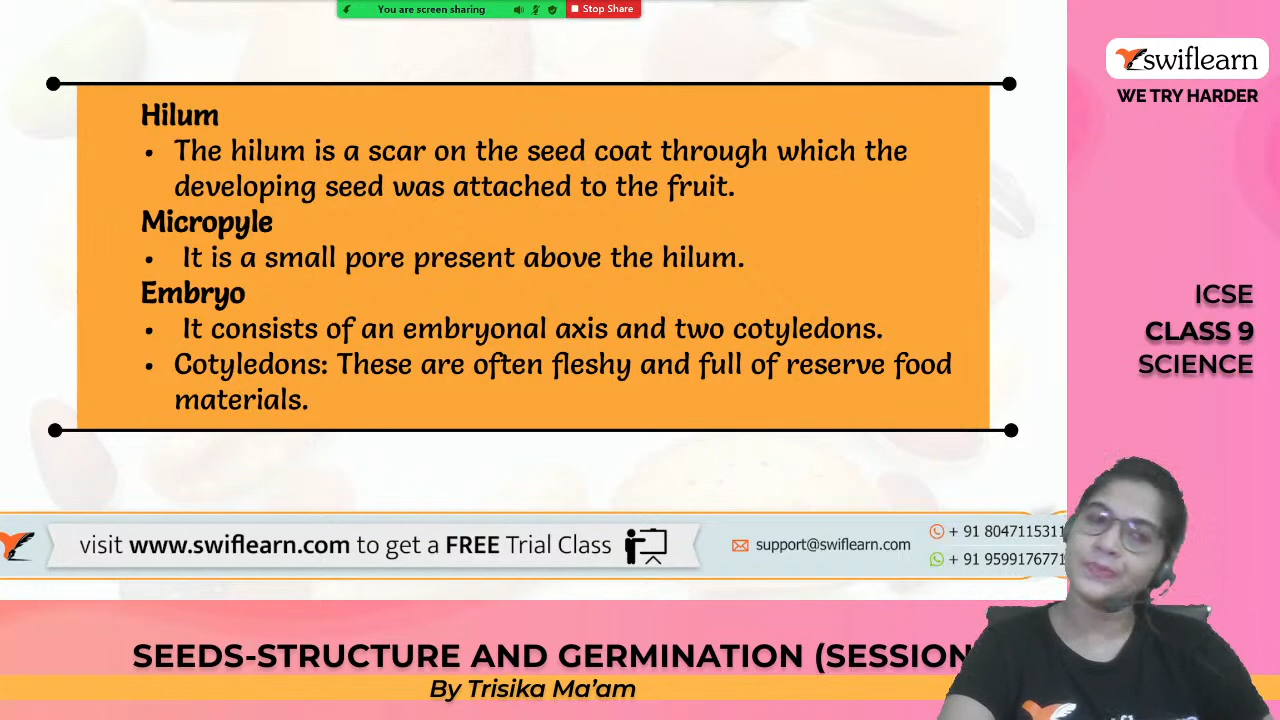 You are screen sharing
Stop Share
swiflearn
WE TRY HARDER
Hilum
• The hilum is a scar on the seed coat through which the
developing seed was attached to the fruit.
Micropyle
• It is a small pore present above the hilum.
Embryo
• It consists of an embryonal axis and two cotyledons.
• Cotyledons: These are often fleshy and full of reserve food
materials.
ICSE
CLASS 9
SCIENCE
visit www.swiflearn.com to get a FREE Trial Class
support@swiflearn.com
+ 91 8047115311
+ 91 9599176771
SEEDS-STRUCTURE AND GERMINATION (SESSION
By Trisika Ma'am